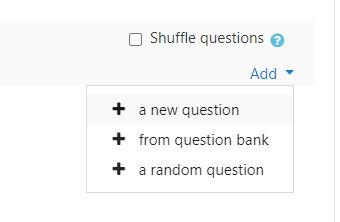 Shuffle questions ?
Add
a new question
from question bank
a random question